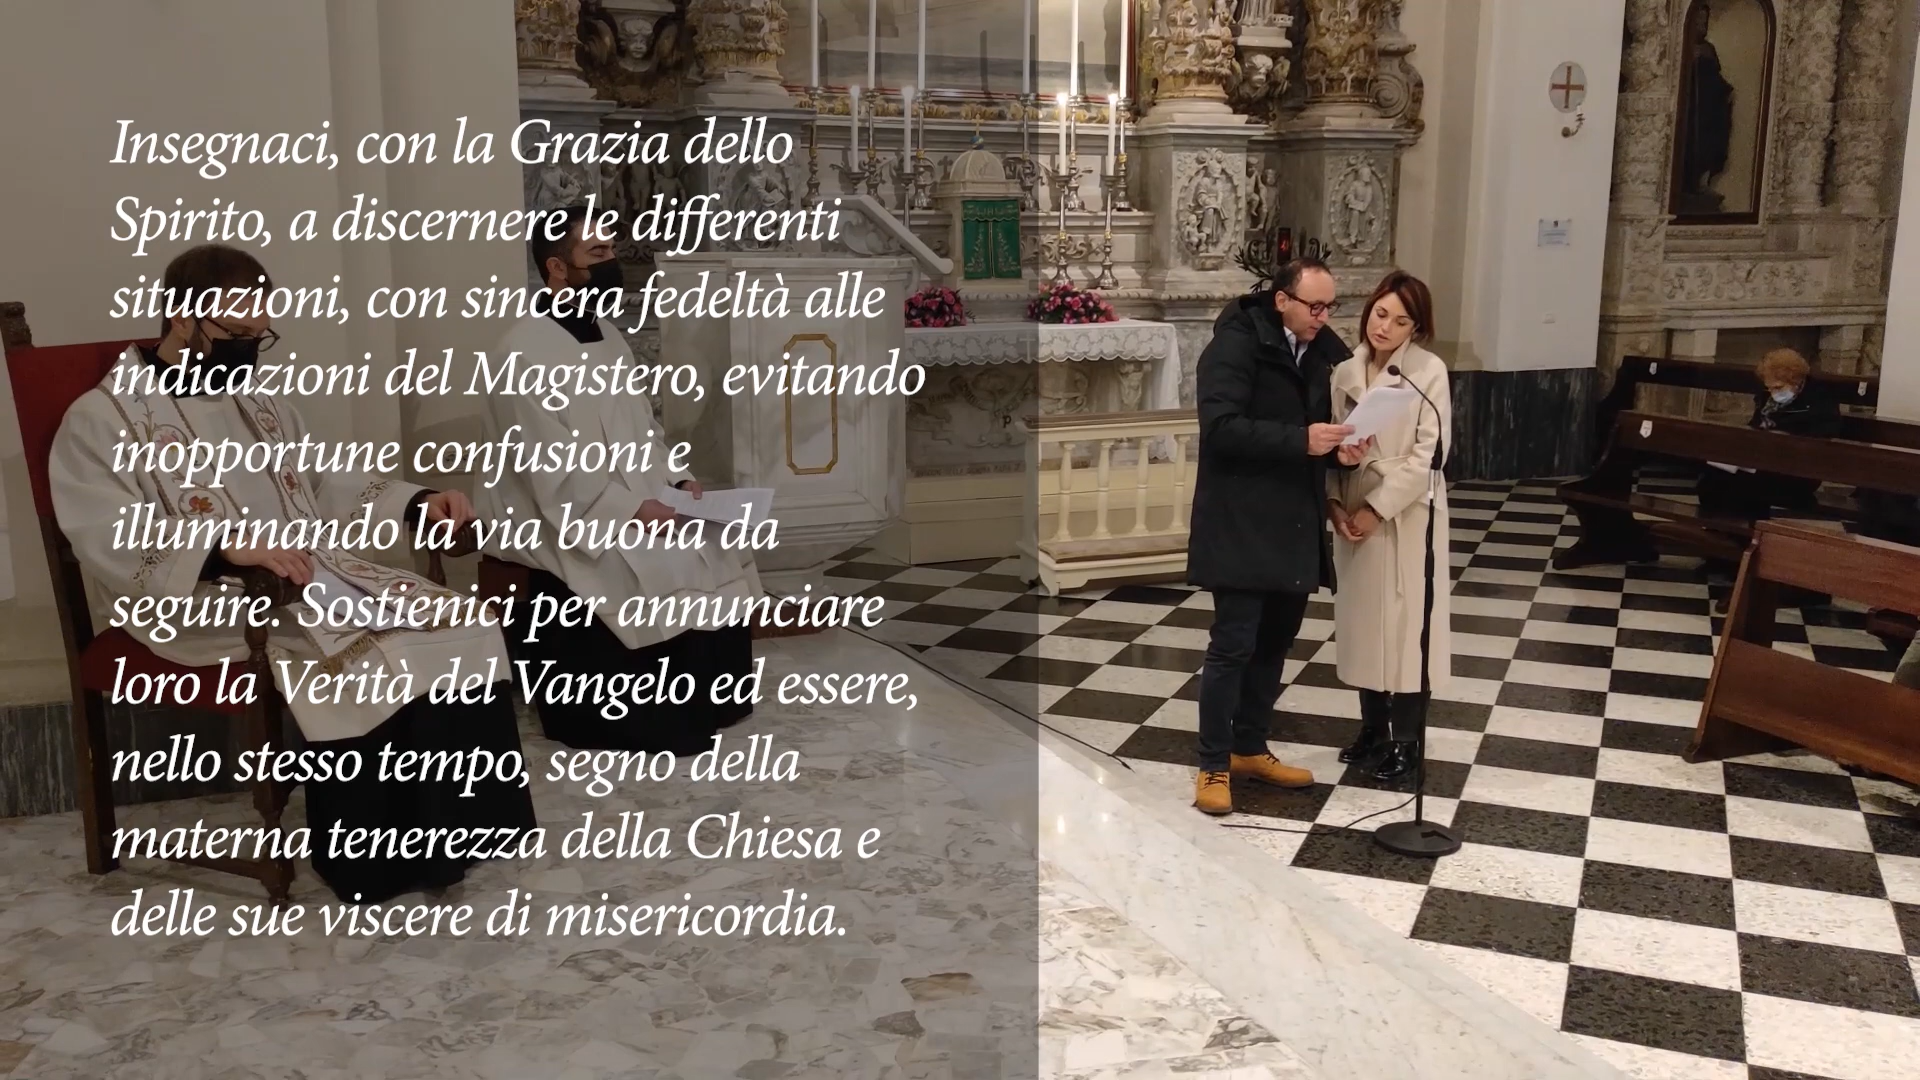 Insegnaci, con la Grazia dello
Spirito, a discernere le differenti
situazioni, con sincera fedeltà alle
indicazioni del Magistero, evitando
inopportune confusioni e
illuminando la via buona da
seguire. Sostienici per annunciare
loro la Verità del Vangelo ed essere,
nello stesso tempo, segno della
materna tenerezza della Chiesa e
delle sue viscere di misericordia.